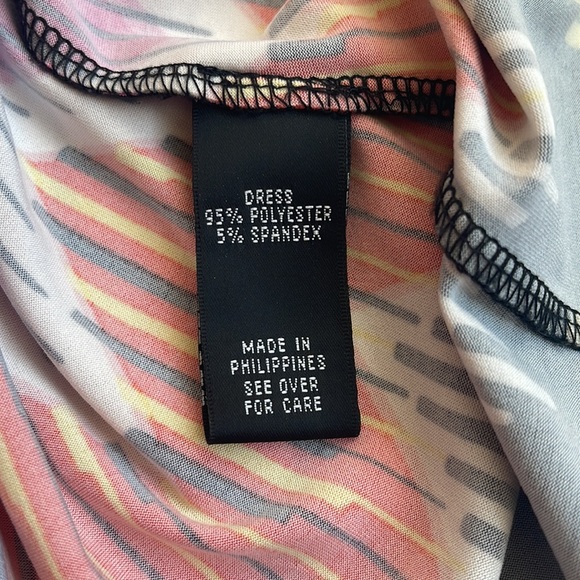 DRESS
95% POLYESTER
5% SPANDEX
MADE IN
PHILIPPINES
SEE OVER
FOR CARE